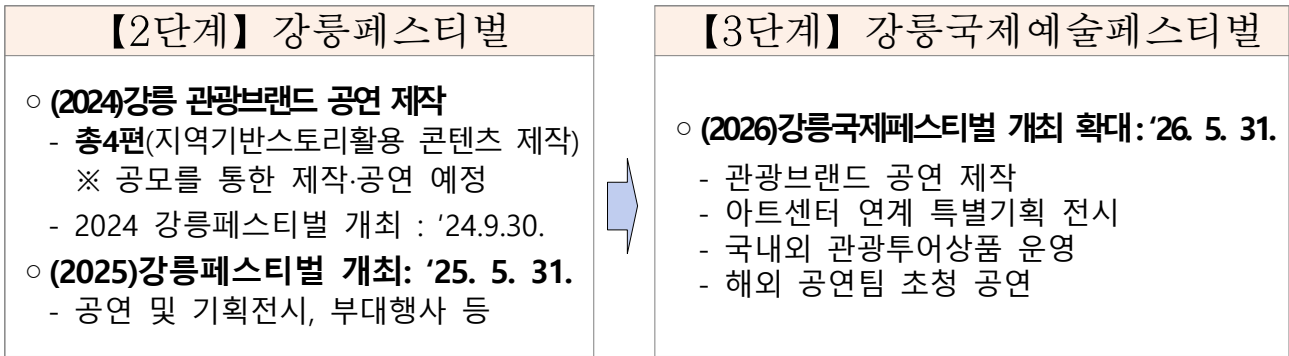 【2단계】 강릉페스티벌
○ (2024)강릉 관광브랜드 공연 제작
- 총4편(지역기반스토리활용 콘텐츠 제작)
※ 공모를 통한 제작·공연 예정
- 2024 강릉페스티벌 개최 : ‘24.9.30.
○ (2025)강릉페스티벌 개최: ‘25. 5. 31.
- 공연 및 기획전시, 부대행사 등
【3단계】 강릉국제예술페스티벌
○ (2026)강릉국제페스티벌 개최 확대 : ‘26. 5. 31.
- 관광브랜드 공연 제작
- 아트센터 연계 특별기획 전시
- 국내외 관광투어상품 운영
- 해외 공연팀 초청 공연